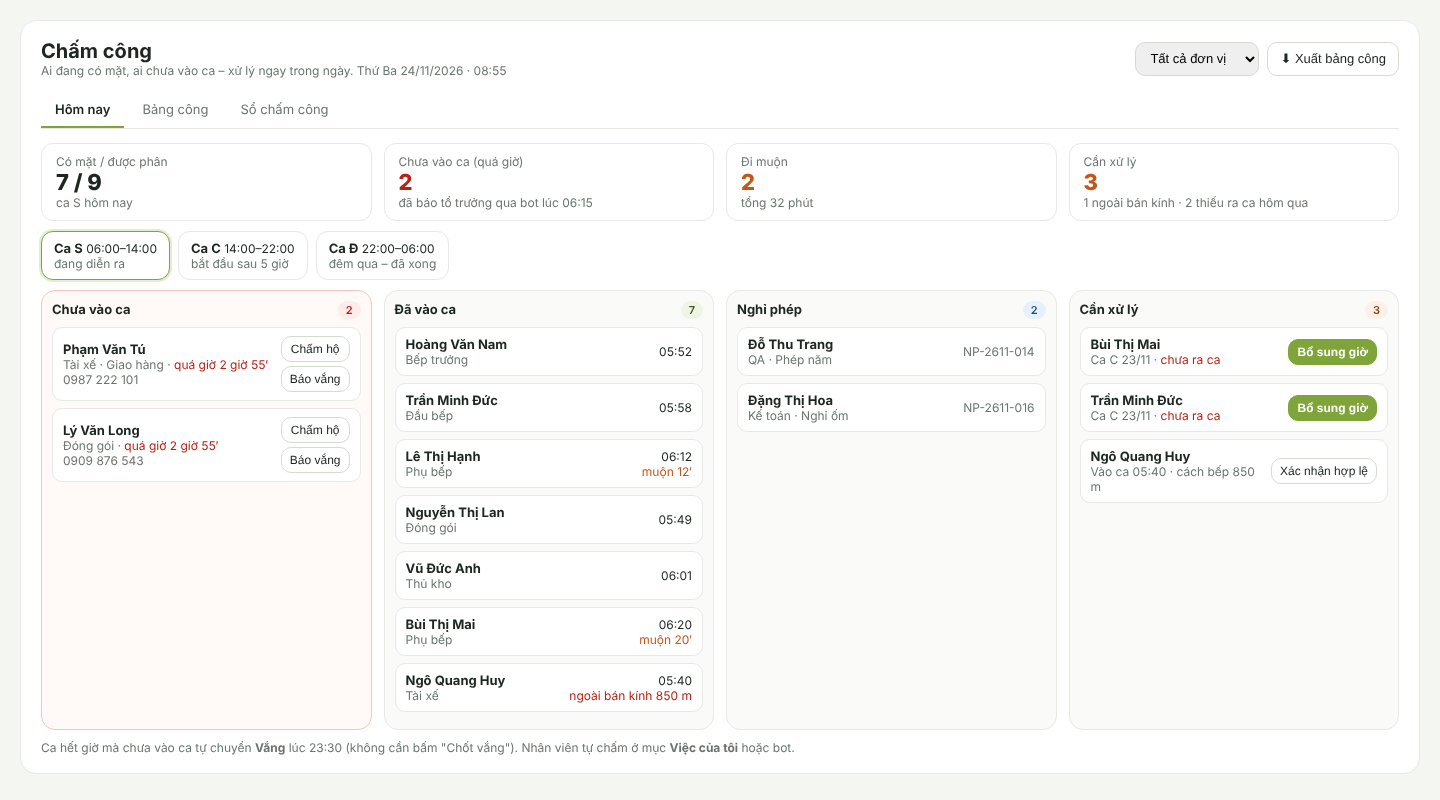 Chấm công
Ai đang có mặt, ai chưa vào ca – xử lý ngay trong ngày. Thứ Ba 24/11/2026 · 08:55
Tất cả đơn vị
⬇ Xuất bảng công
Hôm nay
Bảng công
Sổ chấm công
Có mặt / được phân
7 / 9
ca S hôm nay
Chưa vào ca (quá giờ)
2
đã báo tổ trưởng qua bot lúc 06:15
Đi muộn
2
tổng 32 phút
Cần xử lý
3
1 ngoài bán kính · 2 thiếu ra ca hôm qua
Ca S 06:00–14:00
đang diễn ra
Ca C 14:00–22:00
bắt đầu sau 5 giờ
Ca Đ 22:00–06:00
đêm qua – đã xong
Chưa vào ca
2
Phạm Văn Tú
Tài xế · Giao hàng · quá giờ 2 giờ 55′
0987 222 101
Chấm hộ
Báo vắng
Lý Văn Long
Đóng gói · quá giờ 2 giờ 55′
0909 876 543
Chấm hộ
Báo vắng
Đã vào ca
7
Hoàng Văn Nam
Bếp trưởng
05:52
Trần Minh Đức
Đầu bếp
05:58
Lê Thị Hạnh
Phụ bếp
06:12
muộn 12′
Nguyễn Thị Lan
Đóng gói
05:49
Vũ Đức Anh
Thủ kho
06:01
Bùi Thị Mai
Phụ bếp
06:20
muộn 20′
Ngô Quang Huy
Tài xế
05:40
ngoài bán kính 850 m
Nghỉ phép
2
Đỗ Thu Trang
QA · Phép năm
NP-2611-014
Đặng Thị Hoa
Kế toán · Nghỉ ốm
NP-2611-016
Cần xử lý
3
Bùi Thị Mai
Ca C 23/11 · chưa ra ca
Bổ sung giờ
Trần Minh Đức
Ca C 23/11 · chưa ra ca
Bổ sung giờ
Ngô Quang Huy
Vào ca 05:40 · cách bếp 850
m
Xác nhận hợp lệ
Ca hết giờ mà chưa vào ca tự chuyển Vắng lúc 23:30 (không cần bấm "Chốt vắng"). Nhân viên tự chấm ở mục Việc của tôi hoặc bot.